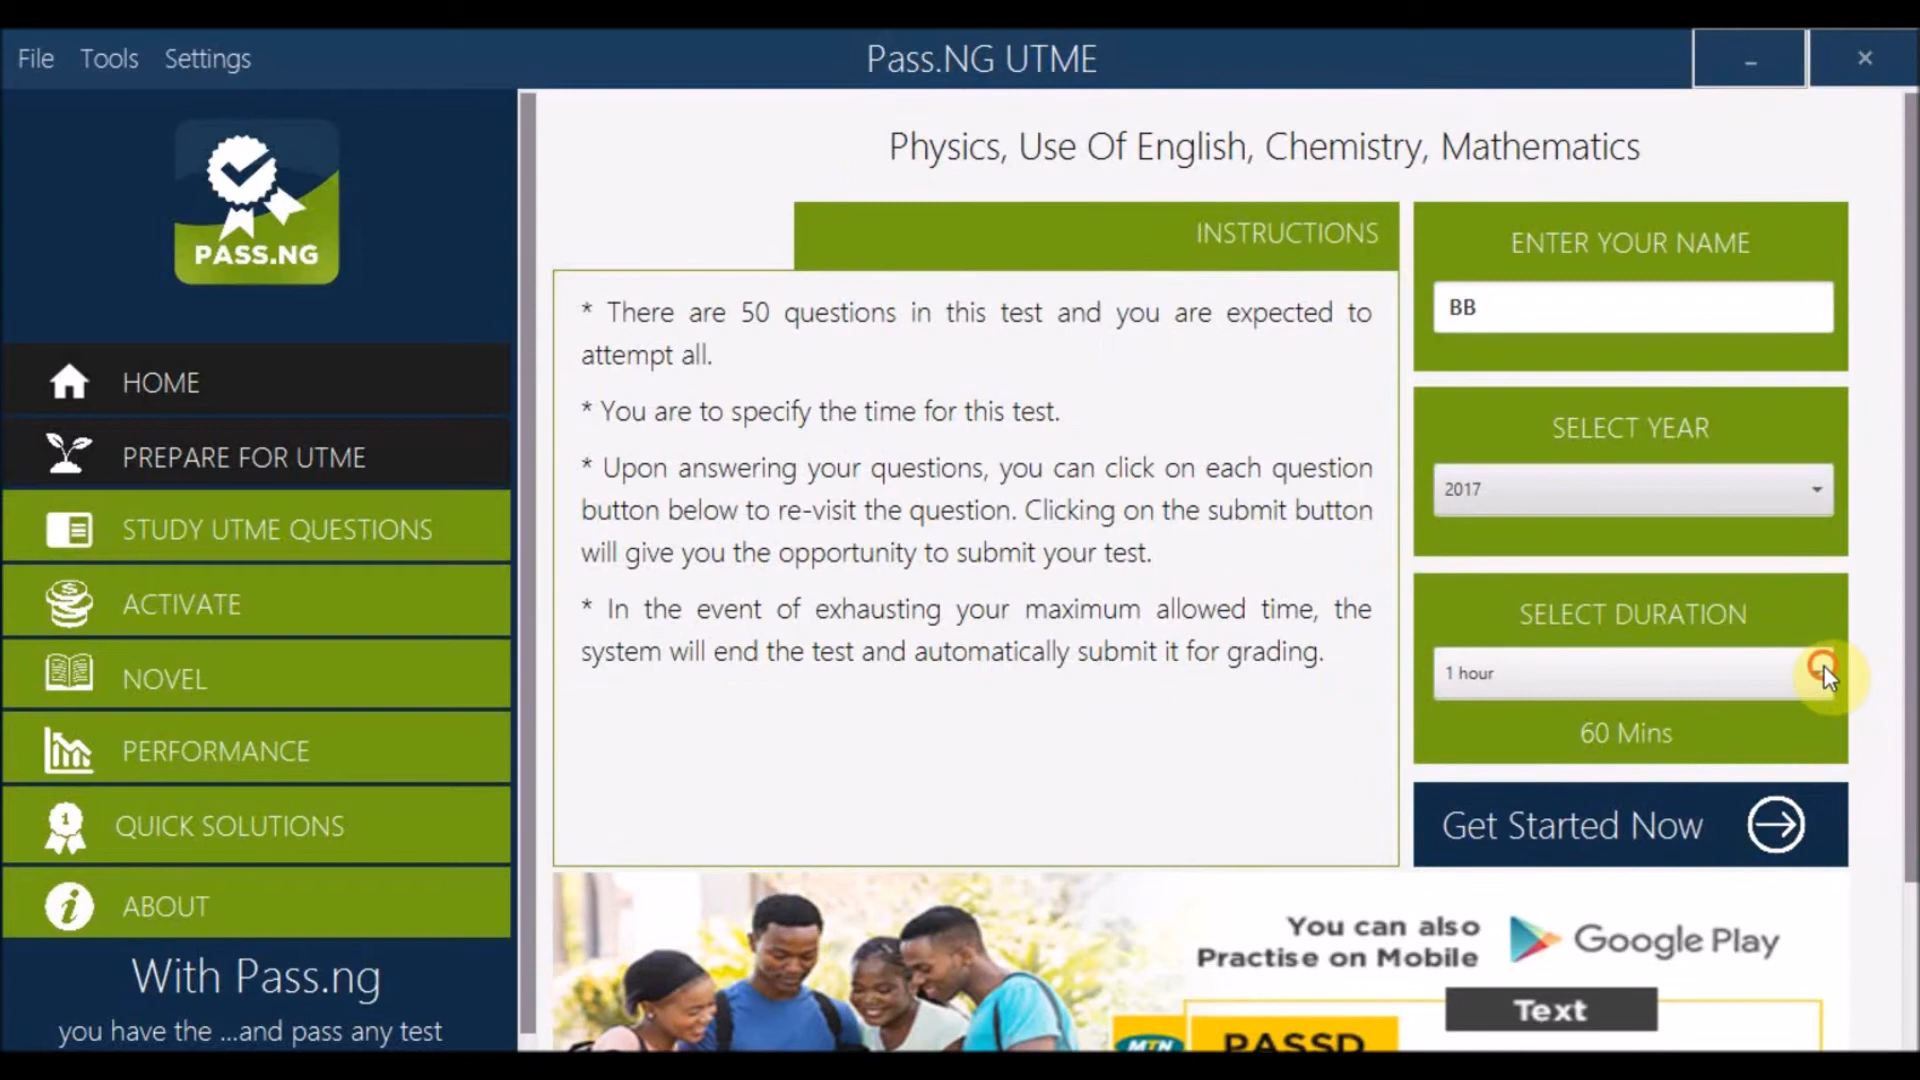 File Tools Settings
Pass.NG UTME
PASS.NG
HOME
PREPARE FOR UTME
STUDY UTME QUESTIONS
ACTIVATE
NOVEL
PERFORMANCE
QUICK SOLUTIONS
ABOUT
With Pass.ng
you have the ...and pass any test
Physics, Use Of English, Chemistry, Mathematics
INSTRUCTIONS
* There are 50 questions in this test and you are expected to
attempt all.
* You are to specify the time for this test.
* Upon answering your questions, you can click on each question
button below to re-visit the question. Clicking on the submit button
will give you the opportunity to submit your test.
* In the event of exhausting your maximum allowed time, the
system will end the test and automatically submit it for grading.
ENTER YOUR NAME
BB
SELECT YEAR
2017
SELECT DURATION
1 hour
60 Mins
Get Started Now
You can also
Practise on Mobile
Google Play
Text
MTN
PASSD